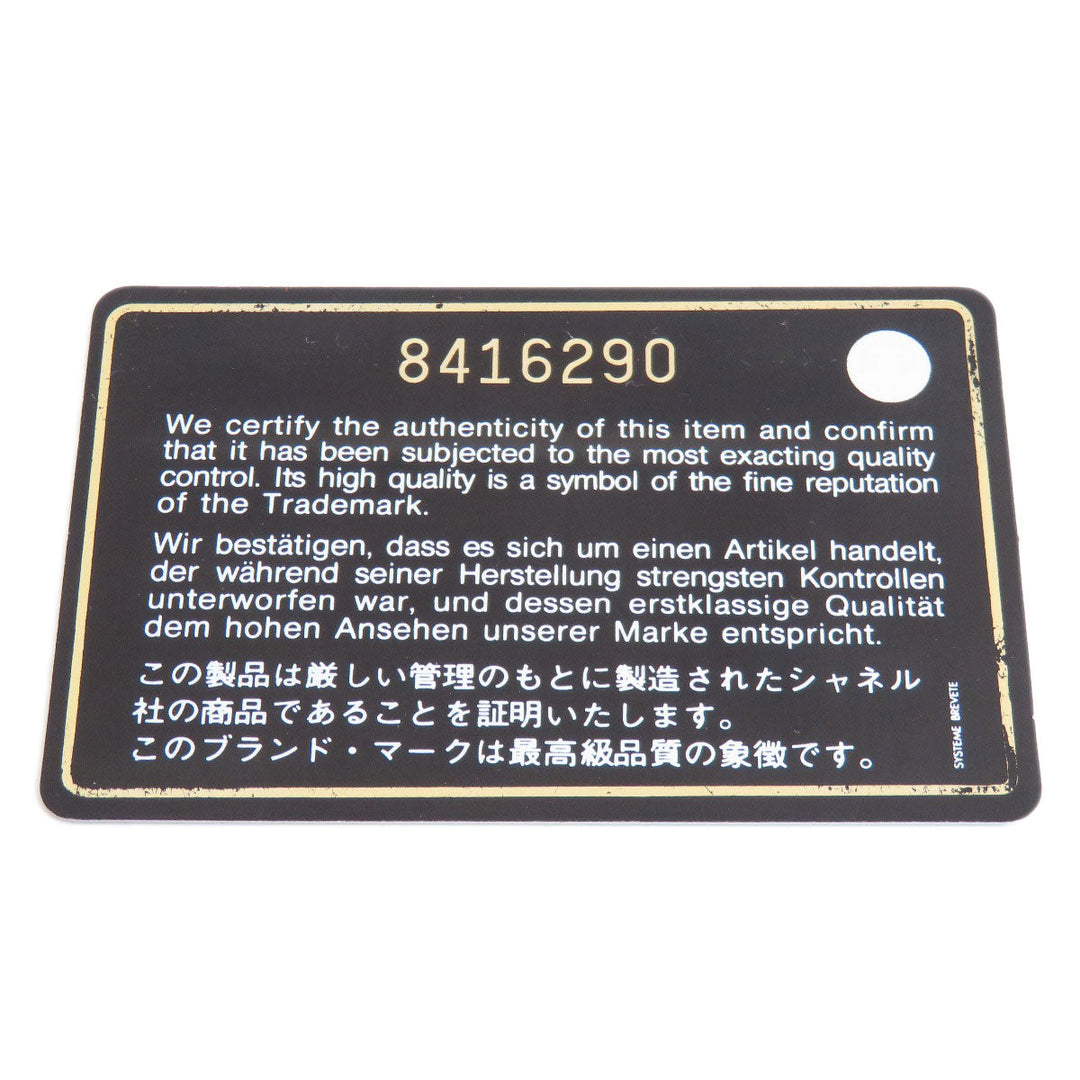 8416290
We certify the authenticity of this item and confirm
that it has been subjected to the most exacting quality
control. Its high quality is a symbol of the fine reputation
of the Trademark.
Wir bestätigen, dass es sich um einen Artikel handelt,
der während seiner Herstellung strengsten Kontrollen
unterworfen war, und dessen erstklassige Qualität
dem hohen Ansehen unserer Marke entspricht.
この製品は厳しい管理のもとに製造されたシャネル
社の商品であることを証明いたします。
このブランド・マークは最高級品質の象徴です。
SYSTEME BREVETE